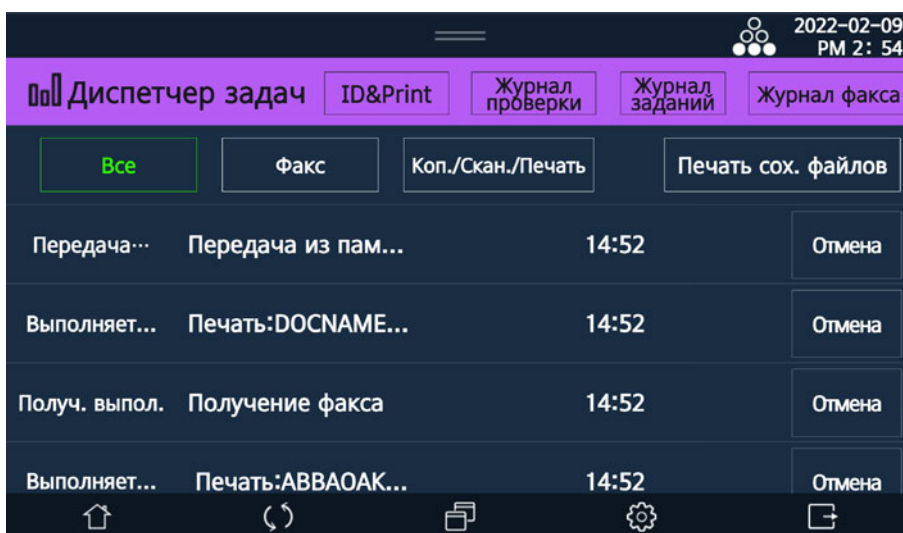 2022-02-09
PM 2: 54
Диспетчер задач
ID&Print
Журнал
проверки
Журнал
заданий
Журнал факса
Все
Факс
Коп./Скан./Печать
Печать сох. файлов
Передача… Передача из пам... 14:52 Отмена
Выполняет... Печать:DOCNAME... 14:52 Отмена
Получ. выпол. Получение факса 14:52 Отмена
Выполняет... Печать:ABBAOAK... 14:52 Отмена